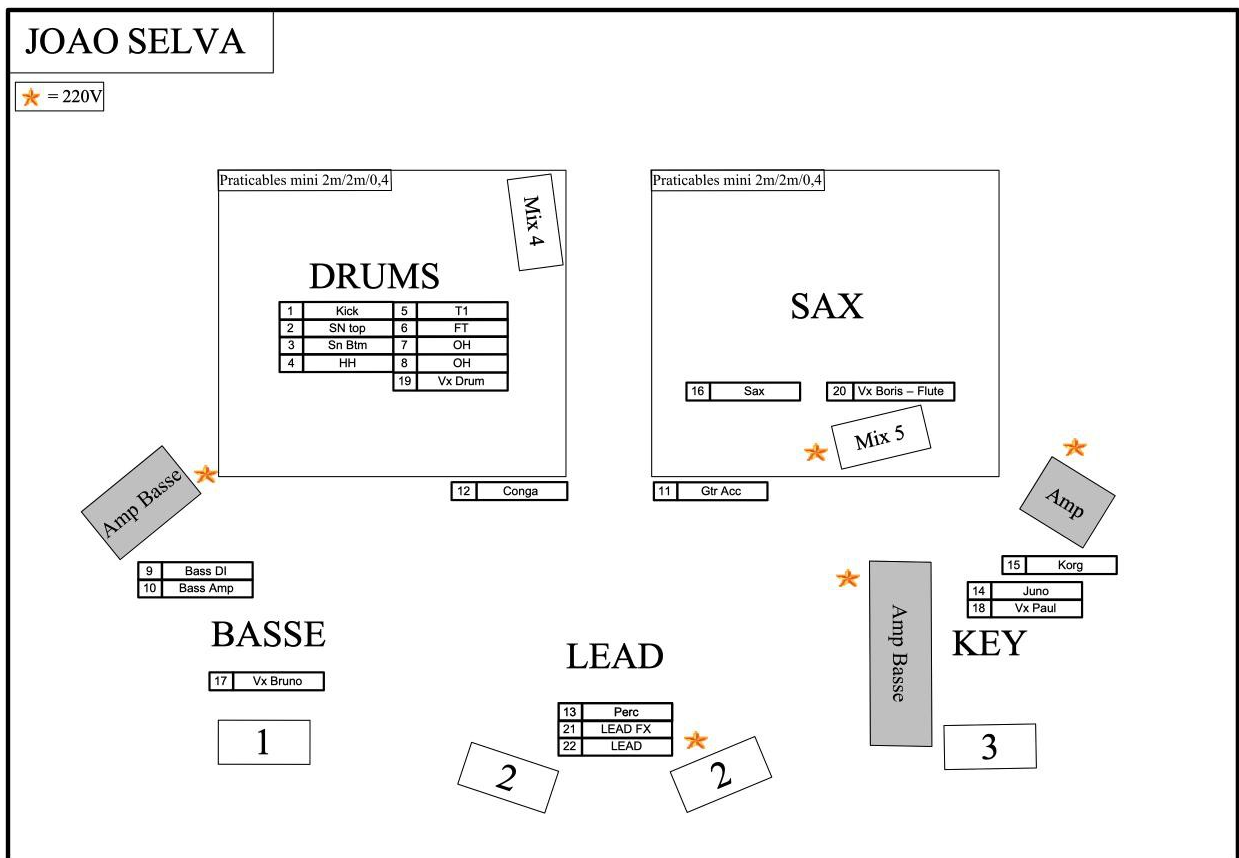 JOAO SELVA
= 220V
Praticables mini 2m/2m/0,4
Mix 4
DRUMS
1 Kick 5 T1
2 SN top 6 FT
3 Sn Btm 7 OH
4 HH 8 OH
19 Vx Drum
Praticables mini 2m/2m/0,4
SAX
16 Sax
20 Vx Boris – Flute
Mix 5
Amp Basse
12 Conga
11 Gtr Acc
Amp
9 Bass DI
10 Bass Amp
BASSE
17 Vx Bruno
1
LEAD
13 Perc
21 LEAD FX
22 LEAD
2
2
15 Korg
14 Juno
18 Vx Paul
KEY
Amp Basse
3